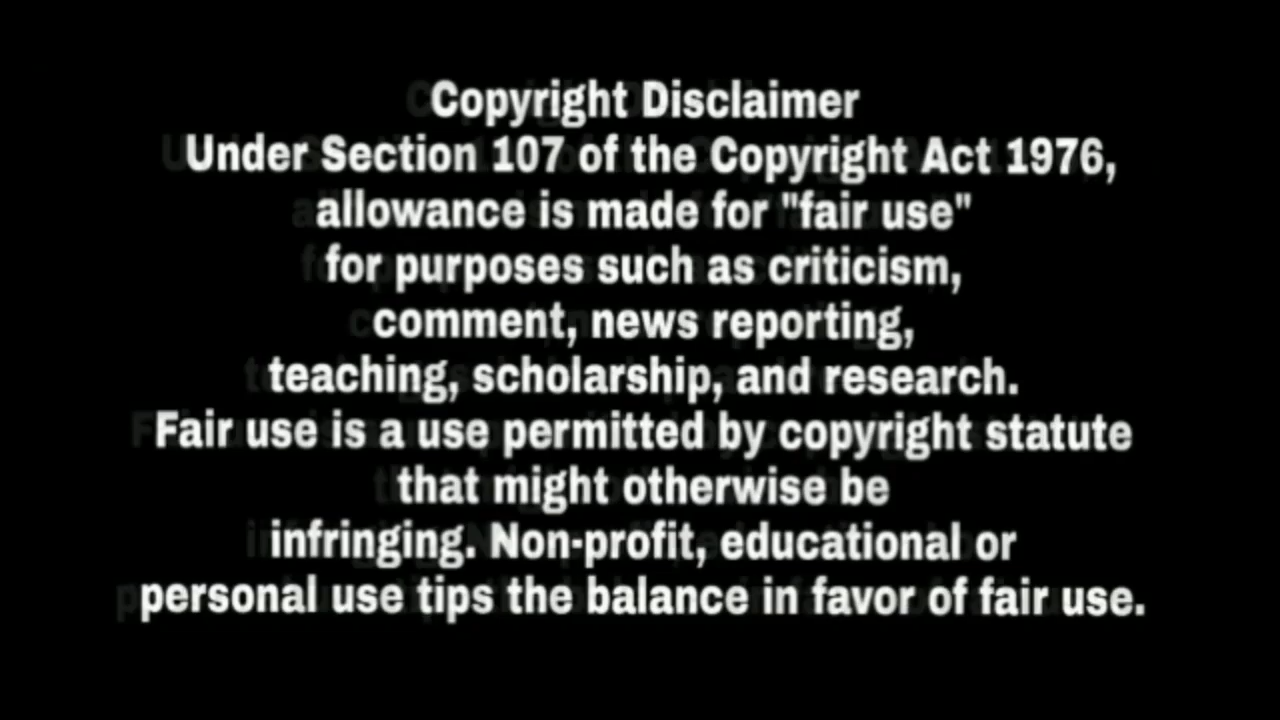 Copyright Disclaimer
Under Section 107 of the Copyright Act 1976,
allowance is made for "fair use"
for purposes such as criticism,
comment, news reporting,
teaching, scholarship, and research.
Fair use is a use permitted by copyright statute
that might otherwise be
infringing. Non-profit, educational or
personal use tips the balance in favor of fair use.